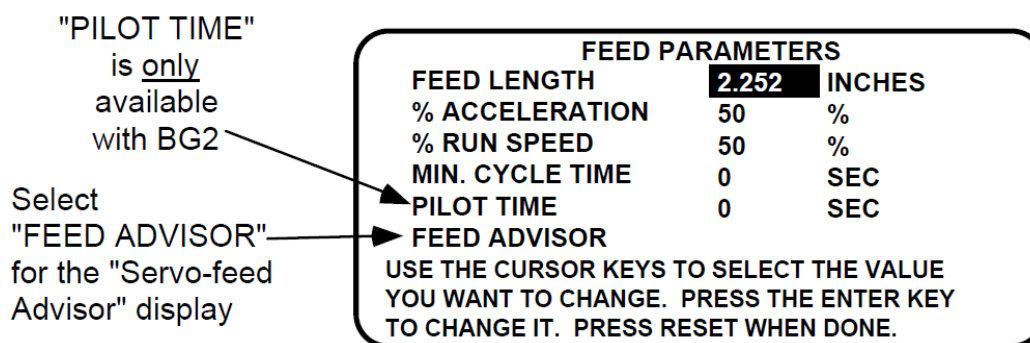 "PILOT TIME"
is only
available
with BG2
Select
"FEED ADVISOR"
for the "Servo-feed
Advisor" display
FEED PARAMETERS
FEED LENGTH 2.252 INCHES
% ACCELERATION 50 %
% RUN SPEED 50 %
MIN. CYCLE TIME 0 SEC
PILOT TIME 0 SEC
FEED ADVISOR
USE THE CURSOR KEYS TO SELECT THE VALUE
YOU WANT TO CHANGE. PRESS THE ENTER KEY
TO CHANGE IT. PRESS RESET WHEN DONE.